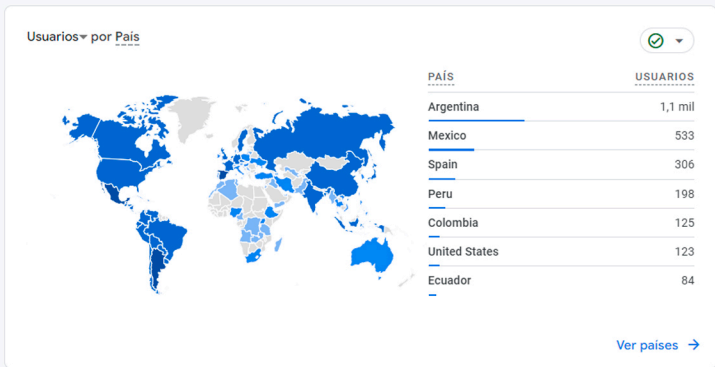 Usuarios por País
PAÍS USUARIOS
Argentina 1,1 mil
Mexico 533
Spain 306
Peru 198
Colombia 125
United States 123
Ecuador 84
Ver países